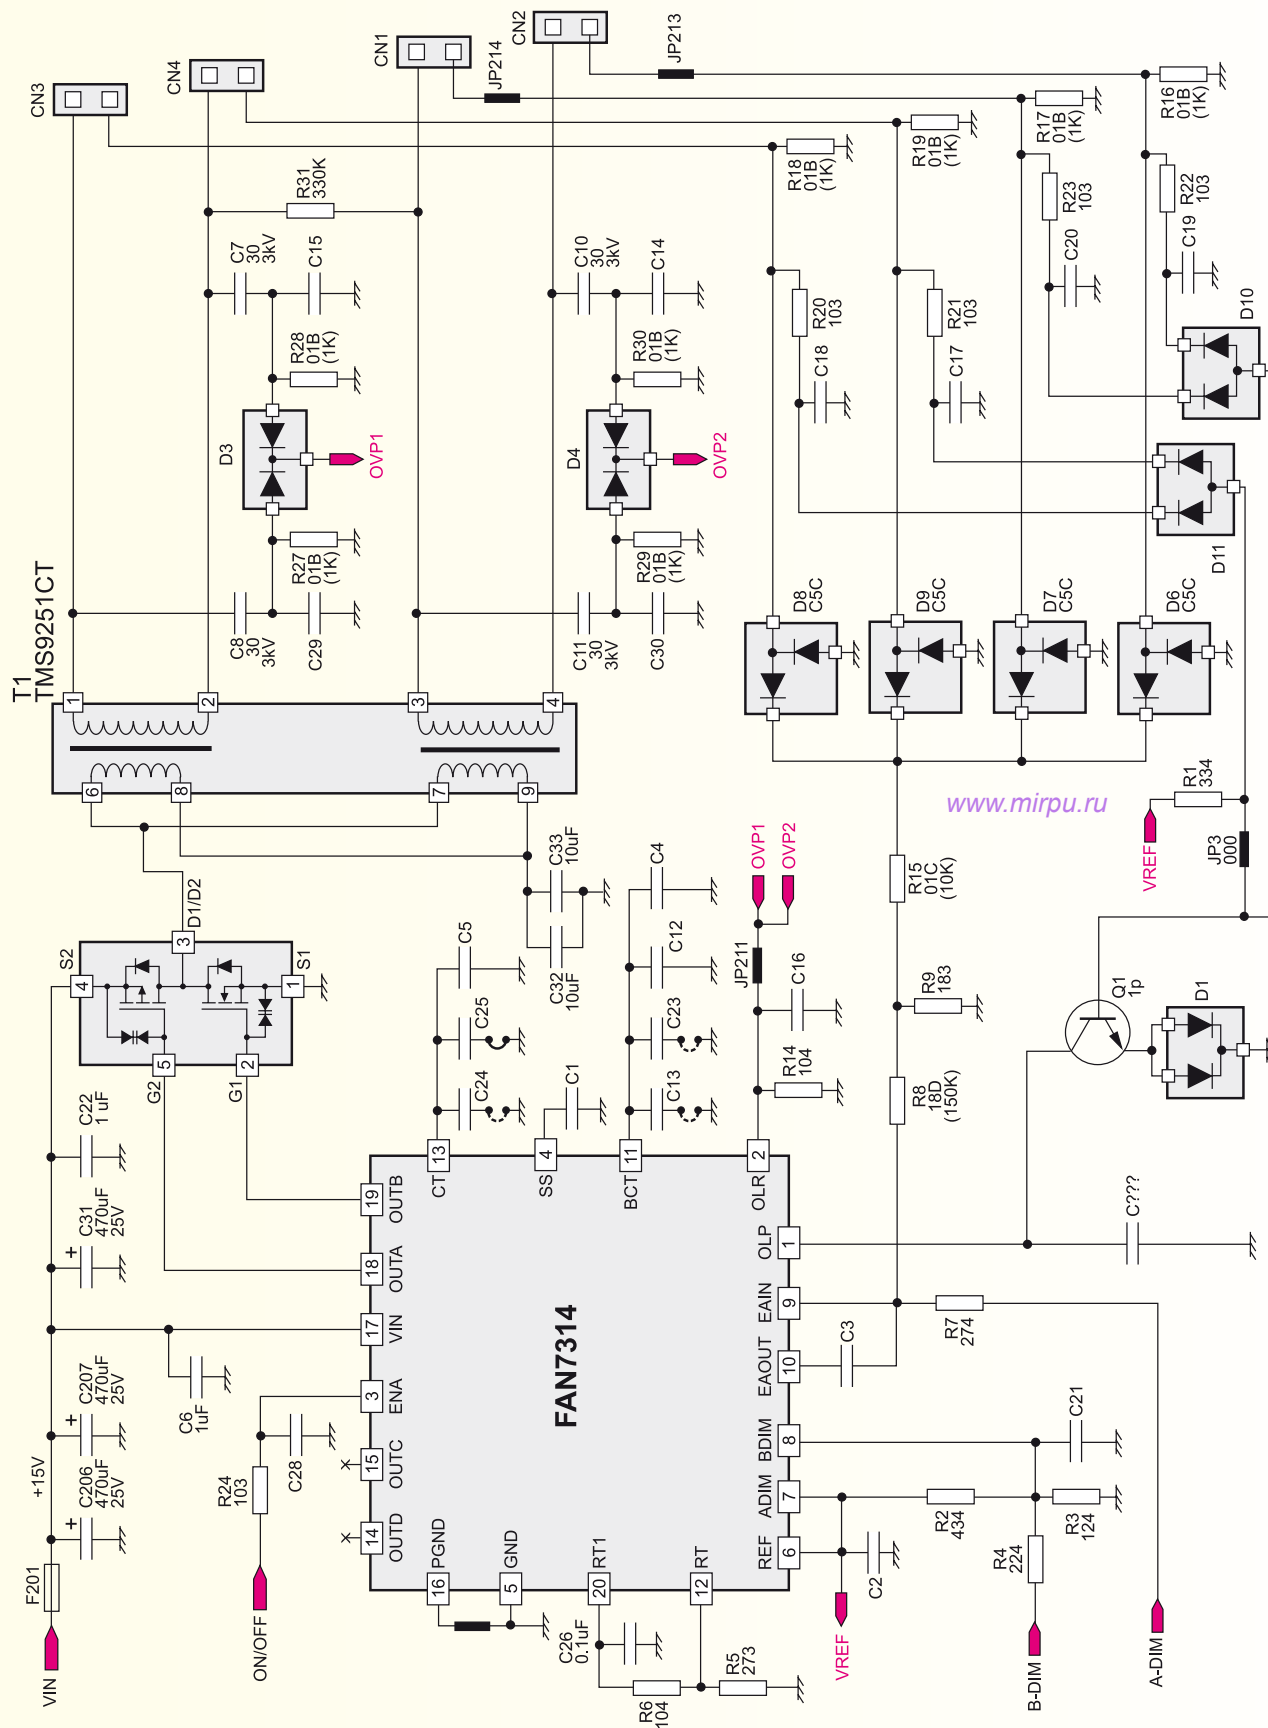 CN3
CN4
CN1
CN2
JP214
JP213
R31
330K
C7
30
3kV
C15
C10
30
3kV
C14
R18
01B
(1K)
R19
01B
(1K)
R17
01B
(1K)
R16
01B
(1K)
R23
103
R22
103
C20
C19
D10
R28
01B
(1K)
R30
01B
(1K)
R20
103
R21
103
C18
C17
D3
OVP1
D4
OVP2
D11
R27
01B
(1K)
R29
01B
(1K)
C8
30
3kV
C29
C11
30
3kV
C30
D8
C5C
D9
C5C
D7
C5C
D6
C5C
T1
TMS9251CT
1
2
3
4
6
8
7
9
www.mirpu.ru
R1
334
VREF
JP3
000
D1/D2
S2
4
3
S1
1
5
G2
2
G1
C33
10uF
C32
10uF
C4
C5
C12
C25
C23
C24
C13
C1
OVP1
OVP2
JP211
C16
R14
104
R15
01C
(10K)
R9
183
R8
18D
(150K)
Q1
1p
D1
C22
1 uF
C31
470uF
25V
+
C207
470uF
25V
+
C206
470uF
25V
+
+15V
F201
VIN
C6
1uF
R24
103
C28
ON/OFF
FAN7314
13
CT
4
SS
11
BCT
2
OLR
19
OUTB
18
OUTA
17
VIN
3
ENA
15
OUTC
14
OUTD
16
PGND
5
GND
20
RT1
12
RT
OLP
1
EAIN
9
EAOUT
10
BDIM
8
ADIM
7
REF
6
C???
C3
R7
274
C21
R2
434
R3
124
R4
224
C2
VREF
B-DIM
A-DIM
C26
0.1uF
R6
104
R5
273